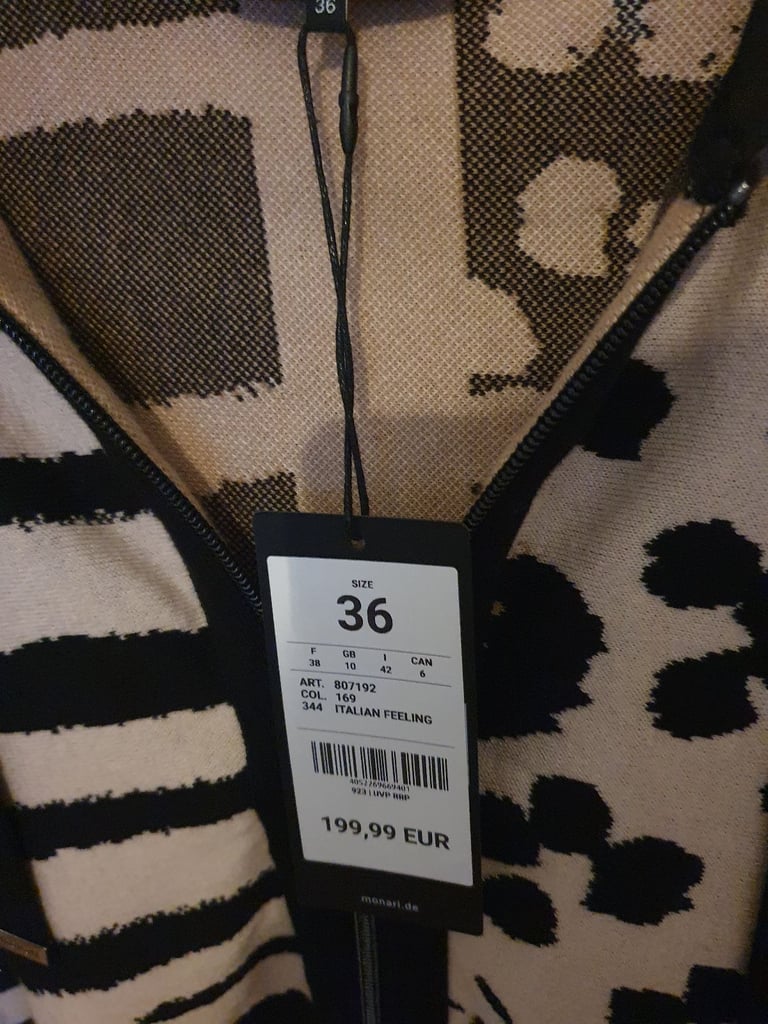 36
SIZE
36
F GB I CAN
38 10 42 6
ART. 807192
COL. 169
344 ITALIAN FEELING
4052269669401
923 | UVP RRP
199,99 EUR
monari.de